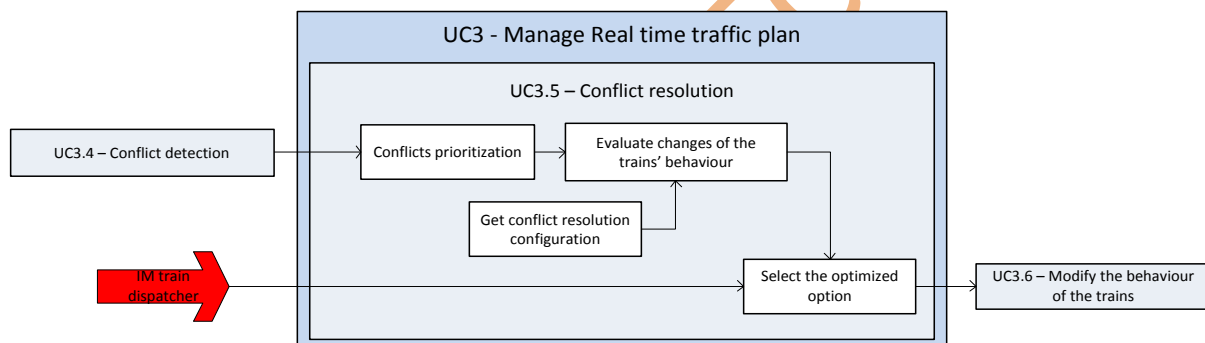 UC3 - Manage Real time traffic plan
UC3.5 – Conflict resolution
UC3.4 – Conflict detection
Conflicts prioritization
Evaluate changes of the
trains’ behaviour
Get conflict resolution
configuration
IM train
dispatcher
Select the optimized
option
UC3.6 – Modify the behaviour
of the trains